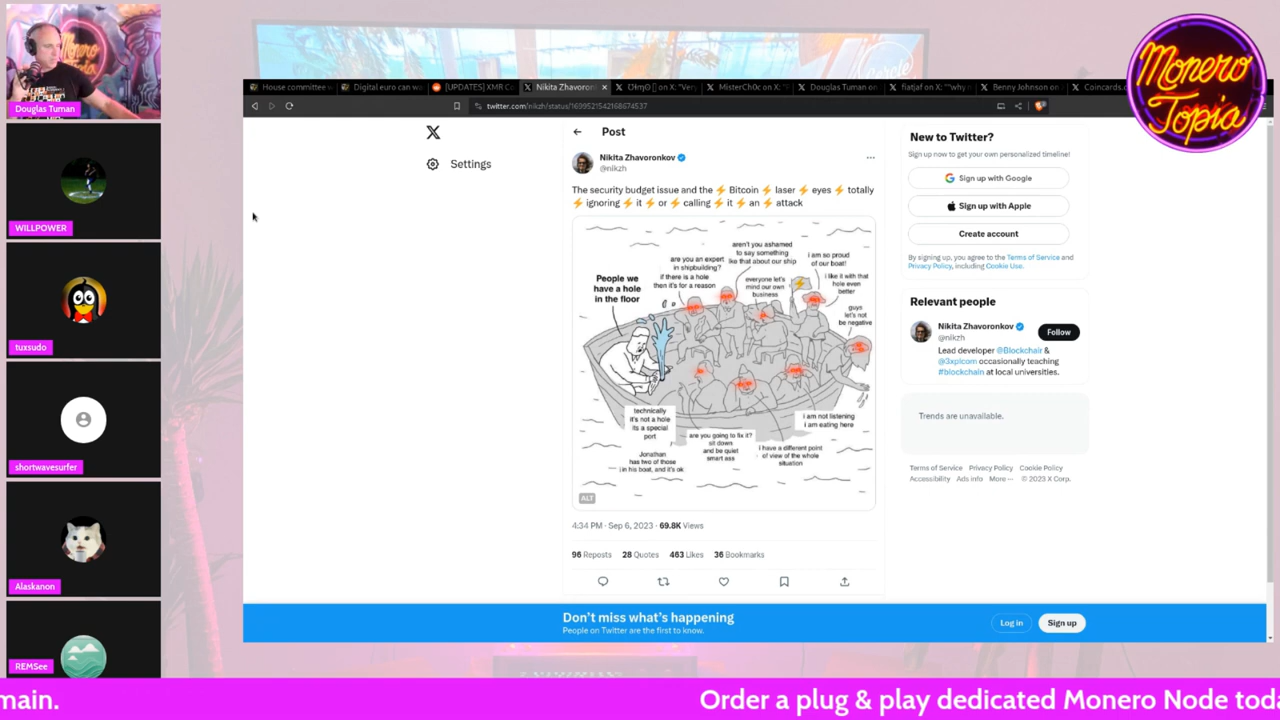 Douglas Tuman
WILLPOWER
tuxsudo
shortwavesurfer
Alaskanon
REMSee
Monero
Topia
House committee w
Digital euro can wa
[UPDATES] XMR Co
Nikita Zhavoron
MisterCh0c on X:
Douglas Tuman on
fiatjaf on X: "“why
Benny Johnson on
Coincards.c
twitter.com/nikzh/status/1699521542168674537
Settings
Post
Nikita Zhavoronkov
@nikzh
The security budget issue and the ⚡ Bitcoin ⚡ laser ⚡ eyes ⚡ totally
⚡ ignoring ⚡ it ⚡ or ⚡ calling ⚡ it ⚡ an ⚡ attack
People we
have a hole
in the floor
are you an expert
in shipbuilding?
if there is a hole
then it's for a reason
aren't you ashamed
to say something
like that about our ship
everyone let's
mind our own
business
i am so proud
of our boat!
i like it with that
hole even
better
guys
let's not
be negative
technically
it's not a hole
its a special
port
Jonathan
has two of those
in his boat, and it's ok
are you going to fix it?
sit down
and be quiet
smart ass
i have a different point
of view of the whole
situation
i am not listening
i am eating here
ALT
4:34 PM · Sep 6, 2023 · 69.8K Views
96 Reposts 28 Quotes 463 Likes 36 Bookmarks
New to Twitter?
Sign up now to get your own personalized timeline!
Sign up with Google
Sign up with Apple
Create account
By signing up, you agree to the Terms of Service and
Privacy Policy, including Cookie Use.
Relevant people
Nikita Zhavoronkov
@nikzh
Follow
Lead developer @Blockchair &
@3xplcom occasionally teaching
#blockchain at local universities.
Trends are unavailable.
Terms of Service Privacy Policy Cookie Policy
Accessibility Ads info More ··· © 2023 X Corp.
Don’t miss what’s happening
People on Twitter are the first to know.
Log in
Sign up
main.
Order a plug & play dedicated Monero Node toda